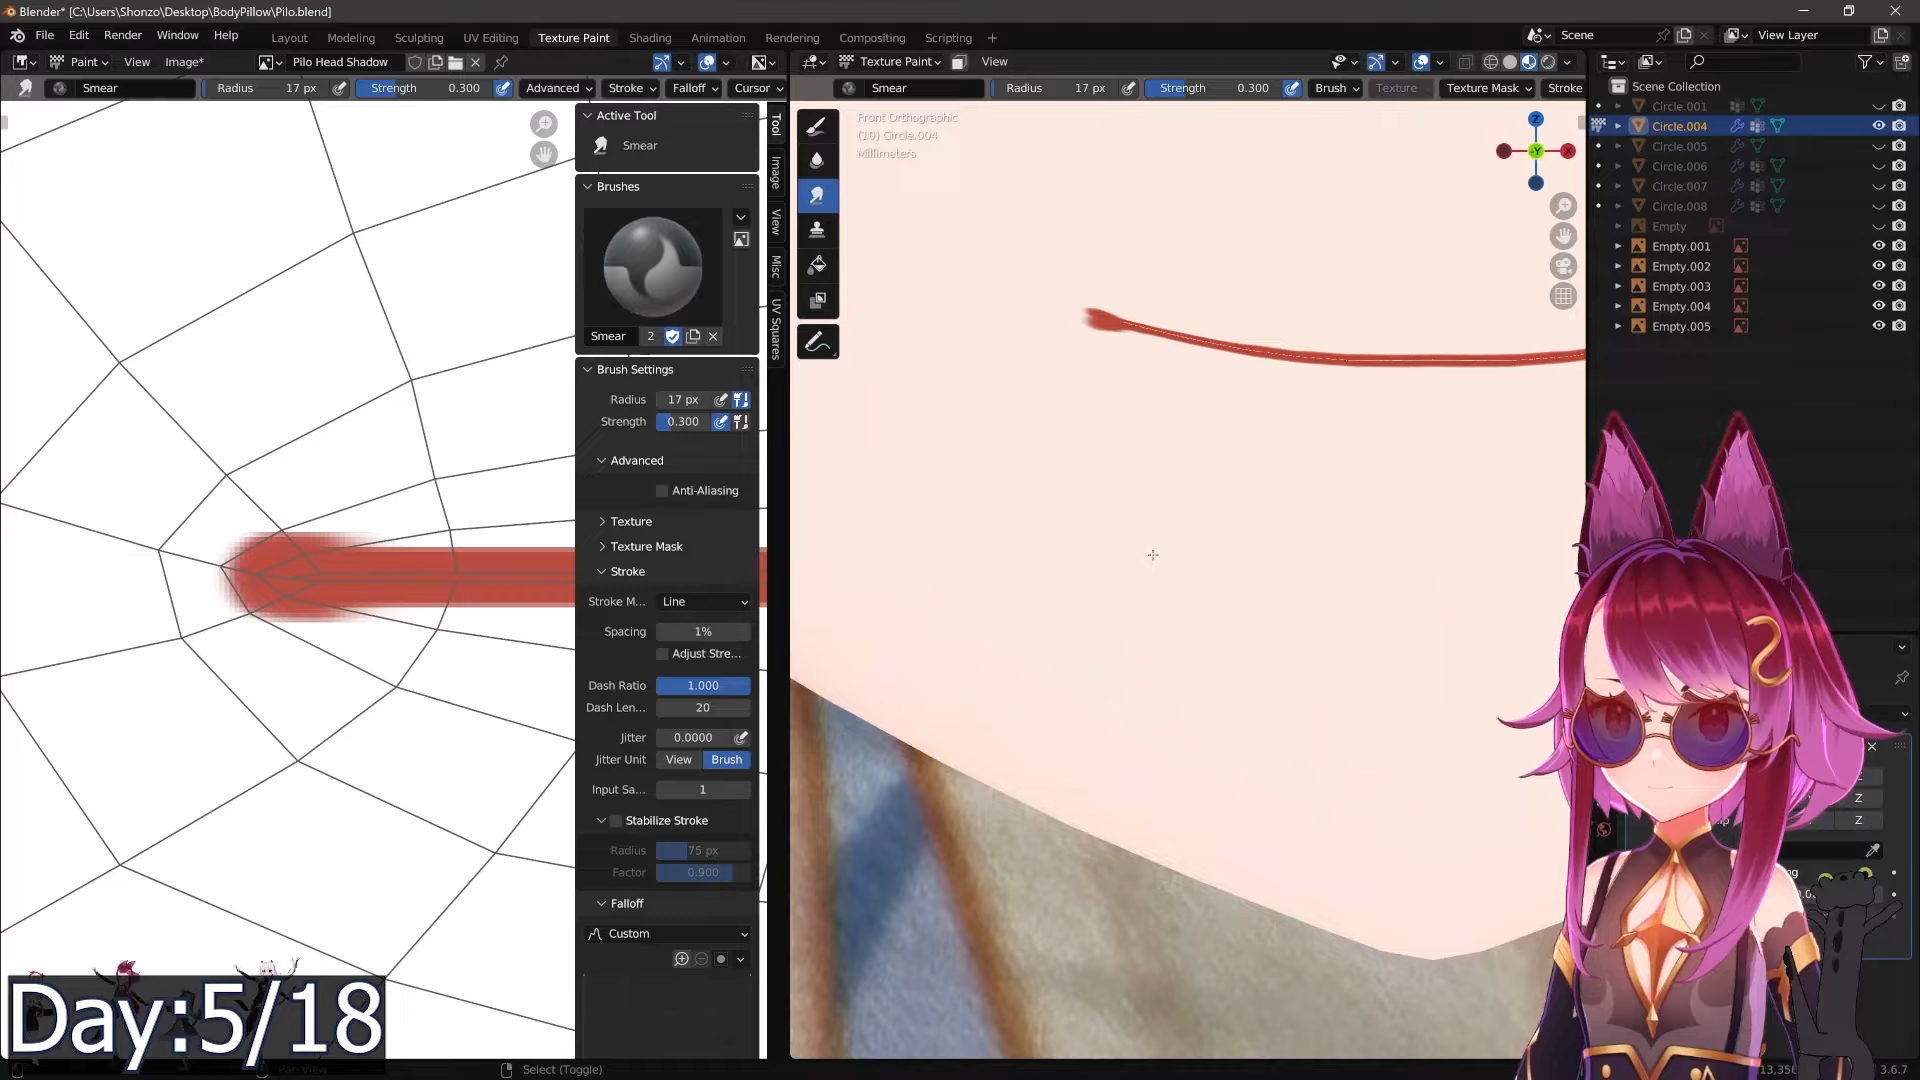 Blender* [C:\Users\Shonzo\Desktop\BodyPillow\Pilo.blend]
File Edit Render Window Help Layout Modeling Sculpting UV Editing Texture Paint Shading Animation Rendering Compositing Scripting + Scene View Layer
Paint View Image* Pilo Head Shadow Texture Paint View
Smear Radius 17 px Strength 0.300 Advanced Stroke Falloff Cursor Smear Radius 17 px Strength 0.300 Brush Texture Texture Mask Stroke
Active Tool
Smear
Brushes
Smear 2
Brush Settings
Radius 17 px
Strength 0.300
Advanced
Anti-Aliasing
Texture
Texture Mask
Stroke
Stroke M... Line
Spacing 1%
Adjust Stre...
Dash Ratio 1.000
Dash Len... 20
Jitter 0.0000
Jitter Unit View Brush
Input Sa... 1
Stabilize Stroke
Radius 75 px
Factor 0.900
Falloff
Custom
Tool
Image
View
Misc
UV Squares
Front Orthographic
(10) Circle.004
Millimeters
Z
-Y
X
Scene Collection
Circle.001
Circle.004
Circle.005
Circle.006
Circle.007
Circle.008
Empty
Empty.001
Empty.002
Empty.003
Empty.004
Empty.005
Z
Z
Day:5/18
Pan View
Select (Toggle)
3.6.7